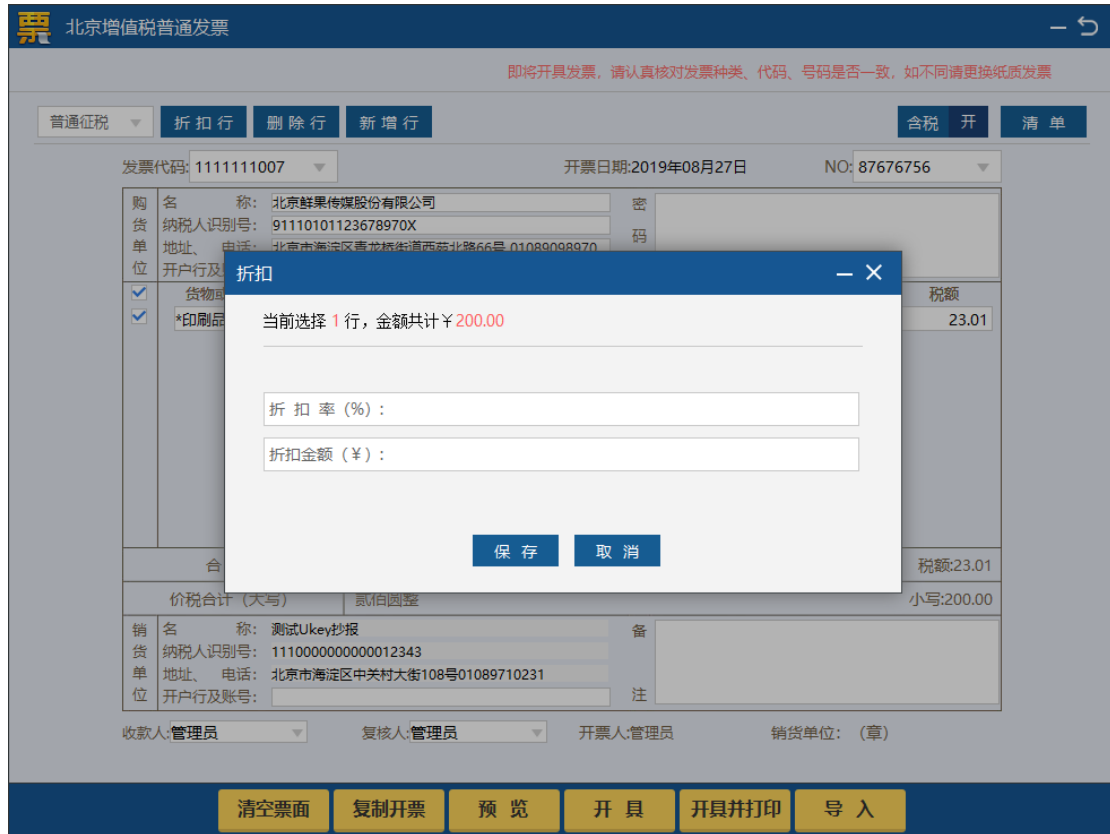 票 北京增值税普通发票
即将开具发票，请认真核对发票种类、代码、号码是否一致，如不同请更换纸质发票
普通征税 折扣行 删除行 新增行 含税 开 清单
发票代码: 1111111007 开票日期:2019年08月27日 NO: 87676756
购货单位
名 称: 北京鲜果传媒股份有限公司
纳税人识别号: 91110101123678970X
地址、 电话: 北京市海淀区青龙桥街道西苑北路66号 01089098970
开户行及
密
码
折扣
货物或
税额
*印刷品
23.01
当前选择 1 行，金额共计￥200.00
折 扣 率（%）:
折扣金额（￥）:
保 存 取 消
合
税额:23.01
价税合计（大写） 贰佰圆整 小写:200.00
销货单位
名 称: 测试Ukey抄报
纳税人识别号: 1110000000000012343
地址、 电话: 北京市海淀区中关村大街108号01089710231
开户行及账号:
备
注
收款人:管理员 复核人:管理员 开票人:管理员 销货单位:（章）
清空票面 复制开票 预 览 开 具 开具并打印 导 入